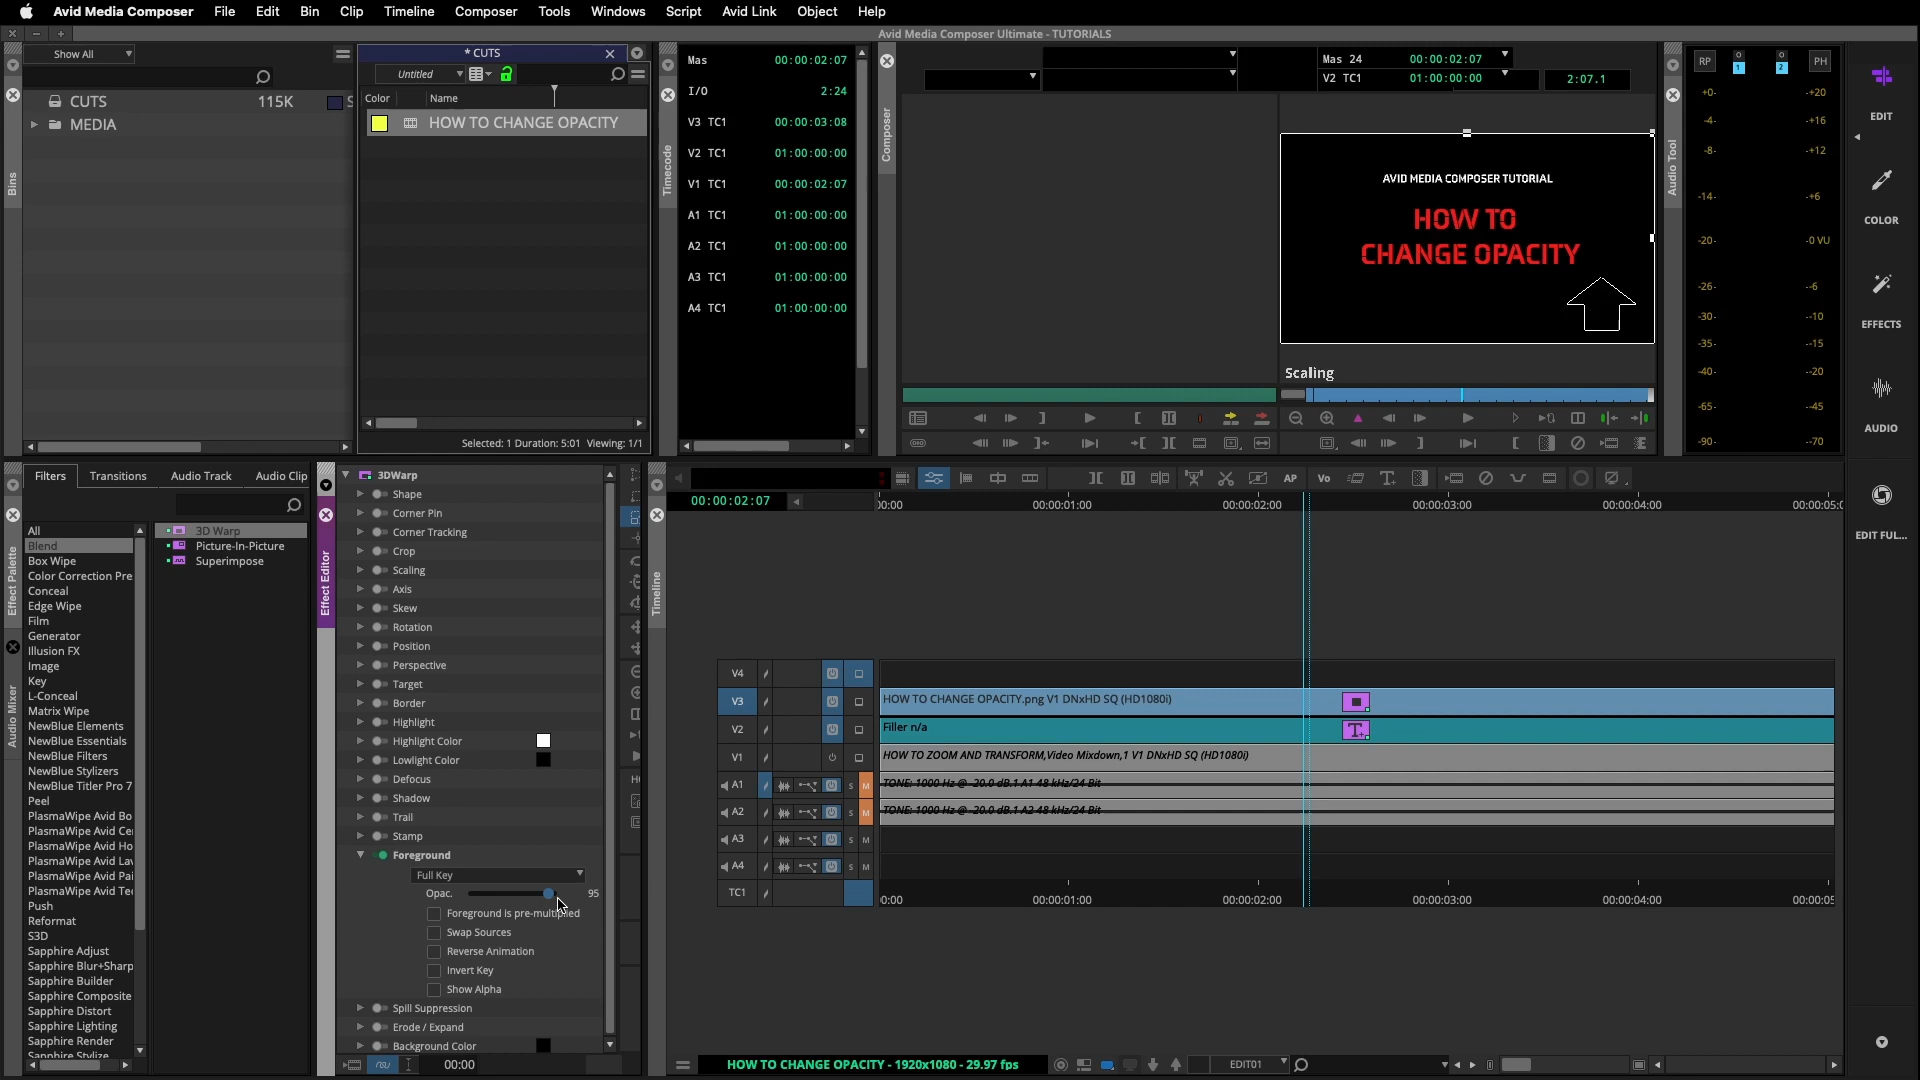 Avid Media Composer File Edit Bin Clip Timeline Composer Tools Windows Script Avid Link Object Help
Avid Media Composer Ultimate - TUTORIALS
Show All
CUTS 115K
MEDIA
Bins
* CUTS
Untitled
Color Name
HOW TO CHANGE OPACITY
Selected: 1 Duration: 5:01 Viewing: 1/1
Timecode
Mas 00:00:02:07
I/O 2:24
V3 TC1 00:00:03:08
V2 TC1 01:00:00:00
V1 TC1 00:00:02:07
A1 TC1 01:00:00:00
A2 TC1 01:00:00:00
A3 TC1 01:00:00:00
A4 TC1 01:00:00:00
Composer
Mas 24 00:00:02:07
V2 TC1 01:00:00:00 2:07.1
AVID MEDIA COMPOSER TUTORIAL
HOW TO
CHANGE OPACITY
Scaling
Audio Tool
RP 0 0 PH
1 2
+0- -+20
-4- -+16
-8- -+12
-14- -+6
-20- -0 VU
-26- --6
-30- --10
-35- --15
-40- --20
-65- --45
-90- --70
EDIT
COLOR
EFFECTS
AUDIO
EDIT FUL...
Filters Transitions Audio Track Audio Clip
Effect Palette
Audio Mixer
All
Blend
Box Wipe
Color Correction Pre
Conceal
Edge Wipe
Film
Generator
Illusion FX
Image
Key
L-Conceal
Matrix Wipe
NewBlue Elements
NewBlue Essentials
NewBlue Filters
NewBlue Stylizers
NewBlue Titler Pro 7
Peel
PlasmaWipe Avid Bo
PlasmaWipe Avid Ce
PlasmaWipe Avid Ho
PlasmaWipe Avid Lav
PlasmaWipe Avid Pai
PlasmaWipe Avid Tec
Push
Reformat
S3D
Sapphire Adjust
Sapphire Blur+Sharp
Sapphire Builder
Sapphire Composite
Sapphire Distort
Sapphire Lighting
Sapphire Render
Sapphire Stylize
3D Warp
Picture-In-Picture
Superimpose
Effect Editor
3DWarp
Shape
Corner Pin
Corner Tracking
Crop
Scaling
Axis
Skew
Rotation
Position
Perspective
Target
Border
Highlight
Highlight Color
Lowlight Color
Defocus
Shadow
Trail
Stamp
Foreground
Full Key
Opac. 95
Foreground is pre-multiplied
Swap Sources
Reverse Animation
Invert Key
Show Alpha
Spill Suppression
Erode / Expand
Background Color
00:00
Timeline
AP Vo
00:00:02:07
00:00 00:00:01:00 00:00:02:00 00:00:03:00 00:00:04:00 00:00:05:0
V4
V3 HOW TO CHANGE OPACITY.png V1 DNxHD SQ (HD1080i)
V2 Filler n/a
V1 HOW TO ZOOM AND TRANSFORM,Video Mixdown,1 V1 DNxHD SQ (HD1080i)
A1 S M TONE: 1000 Hz @ -20.0 dB.1 A1 48 kHz/24-Bit
A2 S M TONE: 1000 Hz @ -20.0 dB.1 A2 48 kHz/24-Bit
A3 S M
A4 S M
TC1 00:00 00:00:01:00 00:00:02:00 00:00:03:00 00:00:04:00 00:00:05
HOW TO CHANGE OPACITY - 1920x1080 - 29.97 fps EDIT01